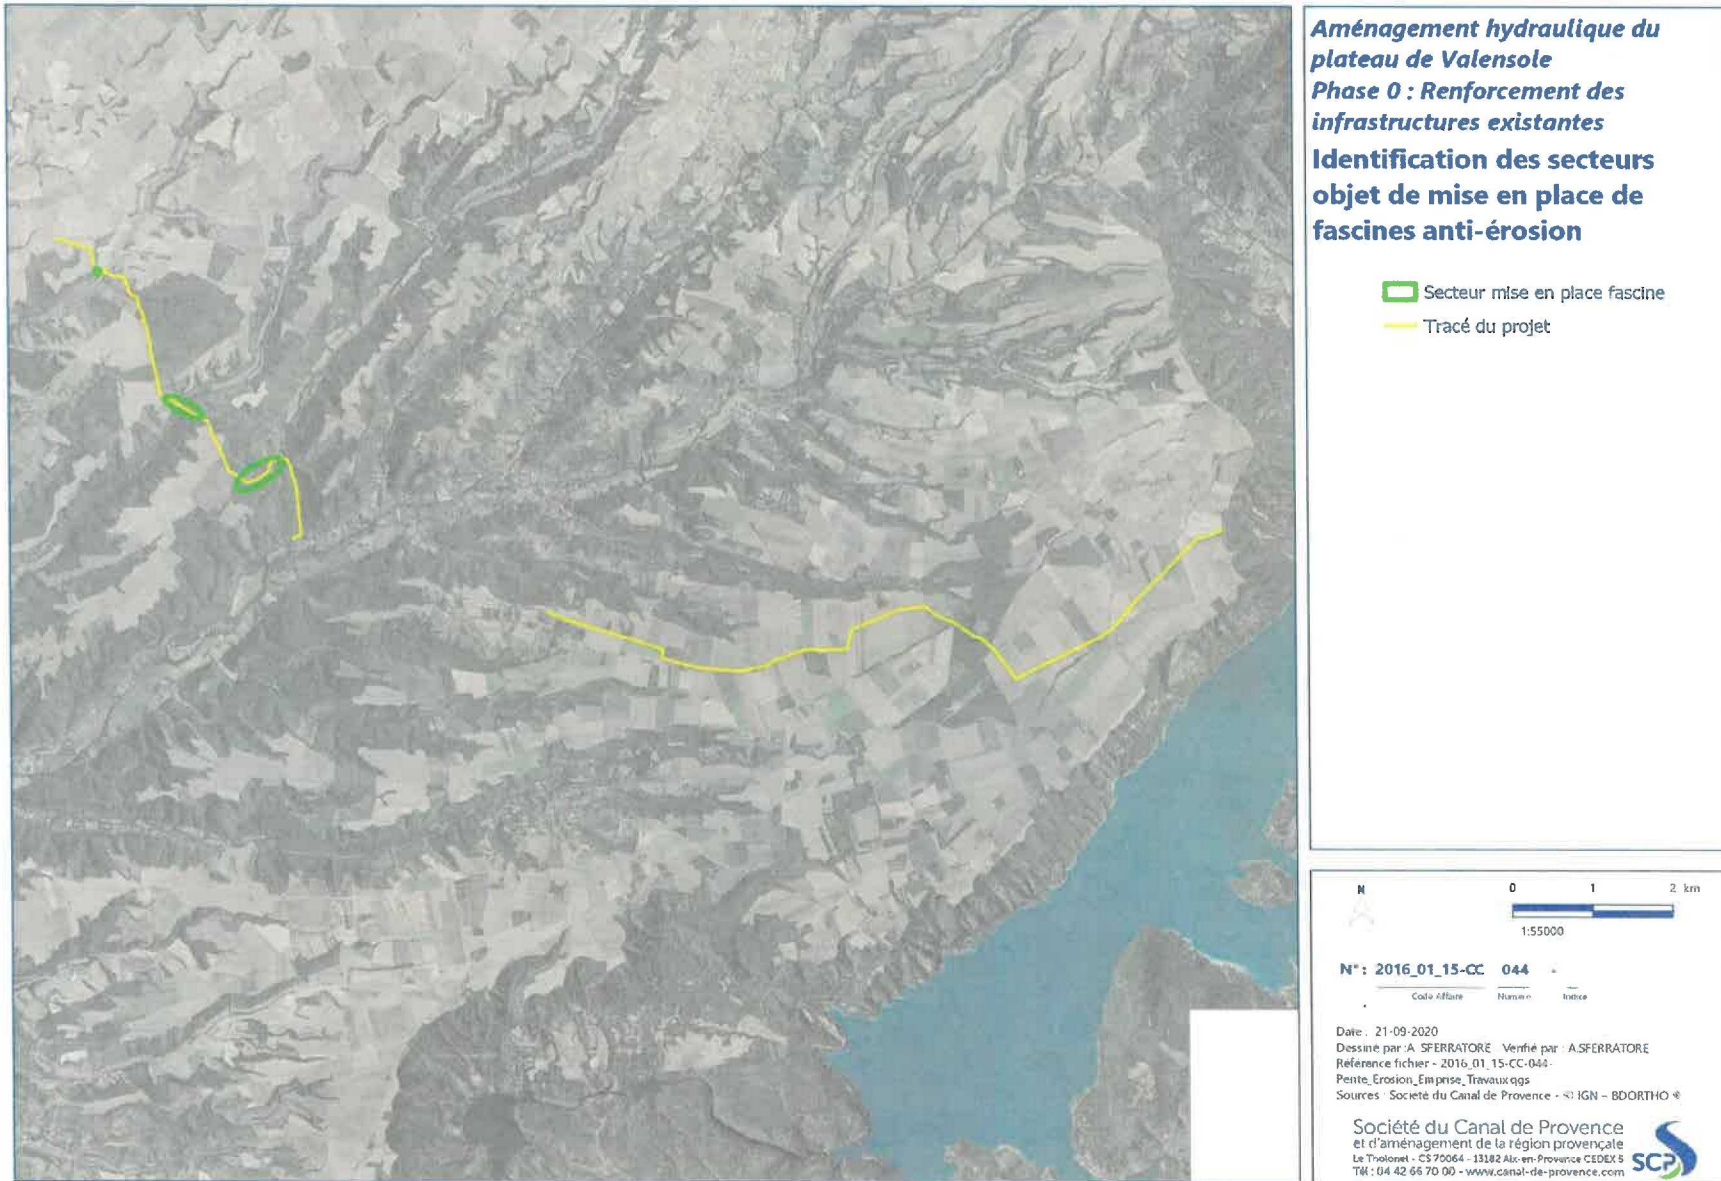 Aménagement hydraulique du
plateau de Valensole
Phase 0 : Renforcement des
infrastructures existantes
Identification des secteurs
objet de mise en place de
fascines anti-érosion
Secteur mise en place fascine
Tracé du projet
N
0 1 2 km
1:55000
N° : 2016_01_15-CC 044 -
Code Affaire Numéro Indice
Date : 21-09-2020
Dessiné par : A SFERRATORE Vérifié par : A.SFERRATORE
Référence fichier - 2016_01_15-CC-044-
Pente_Erosion_Emprise_Travaux.qgs
Sources : Société du Canal de Provence - © IGN - BDORTHO ®
Société du Canal de Provence
et d'aménagement de la région provençale
Le Tholonet - CS 70064 - 13182 Aix-en-Provence CEDEX 5
Tél : 04 42 66 70 00 - www.canal-de-provence.com
SCP